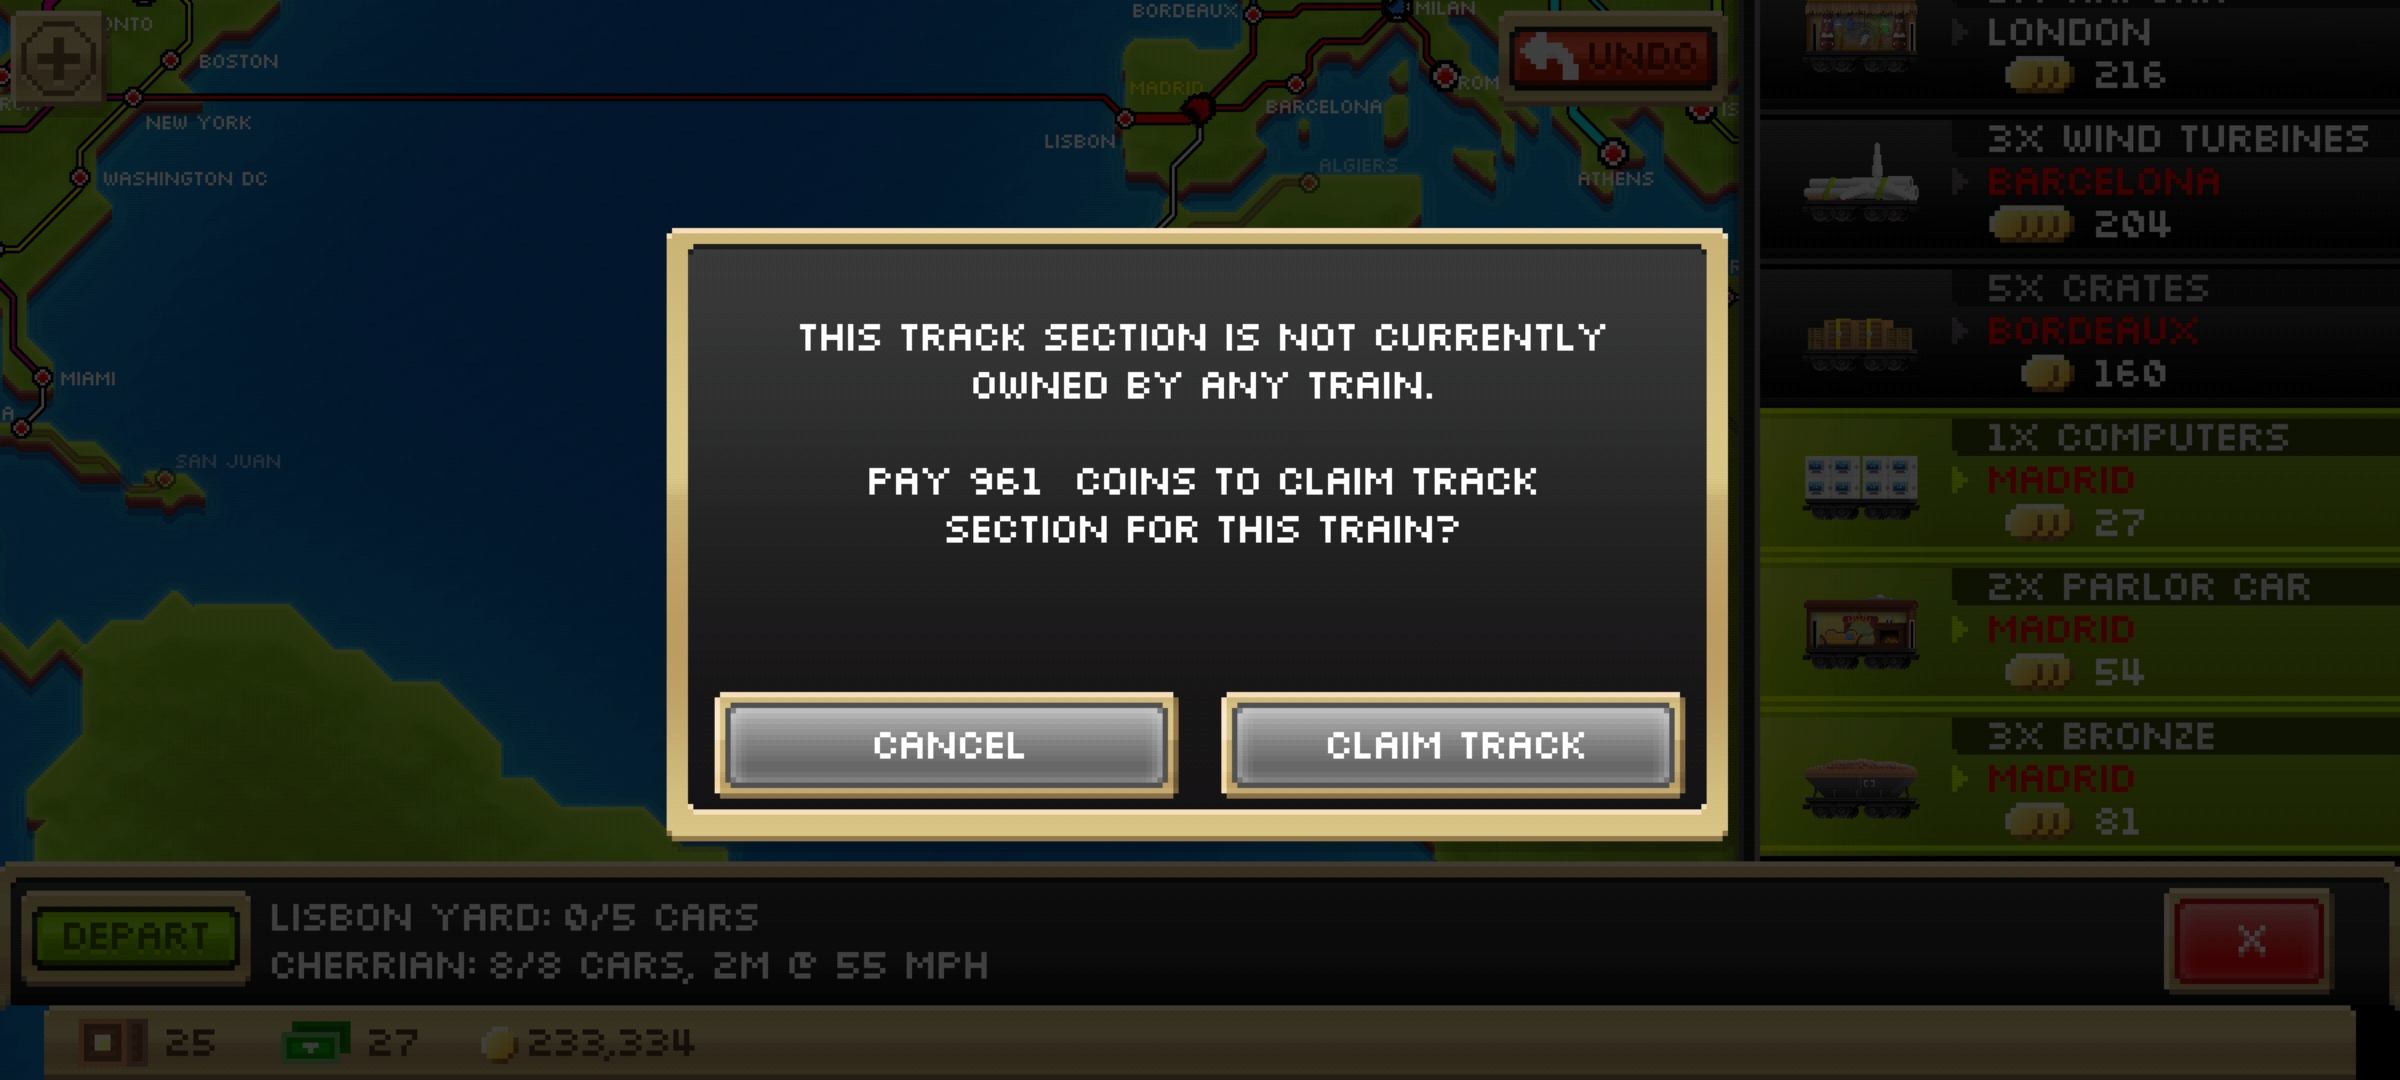 ONTO
BORDEAUX
MILAN
BOSTON
UNDO
MADRID
ROM
NEW YORK
BARCELONA
LISBON
WASHINGTON DC
ALGIERS
ATHENS
MIAMI
A
SAN JUAN
LONDON
216
3X WIND TURBINES
BARCELONA
204
5X CRATES
BORDEAUX
160
1X COMPUTERS
MADRID
27
2X PARLOR CAR
MADRID
54
3X BRONZE
MADRID
81
THIS TRACK SECTION IS NOT CURRENTLY
OWNED BY ANY TRAIN.
PAY 961 COINS TO CLAIM TRACK
SECTION FOR THIS TRAIN?
CANCEL
CLAIM TRACK
DEPART
LISBON YARD: 0/5 CARS
CHERRIAN: 8/8 CARS, 2M @ 55 MPH
X
25
27
233,334